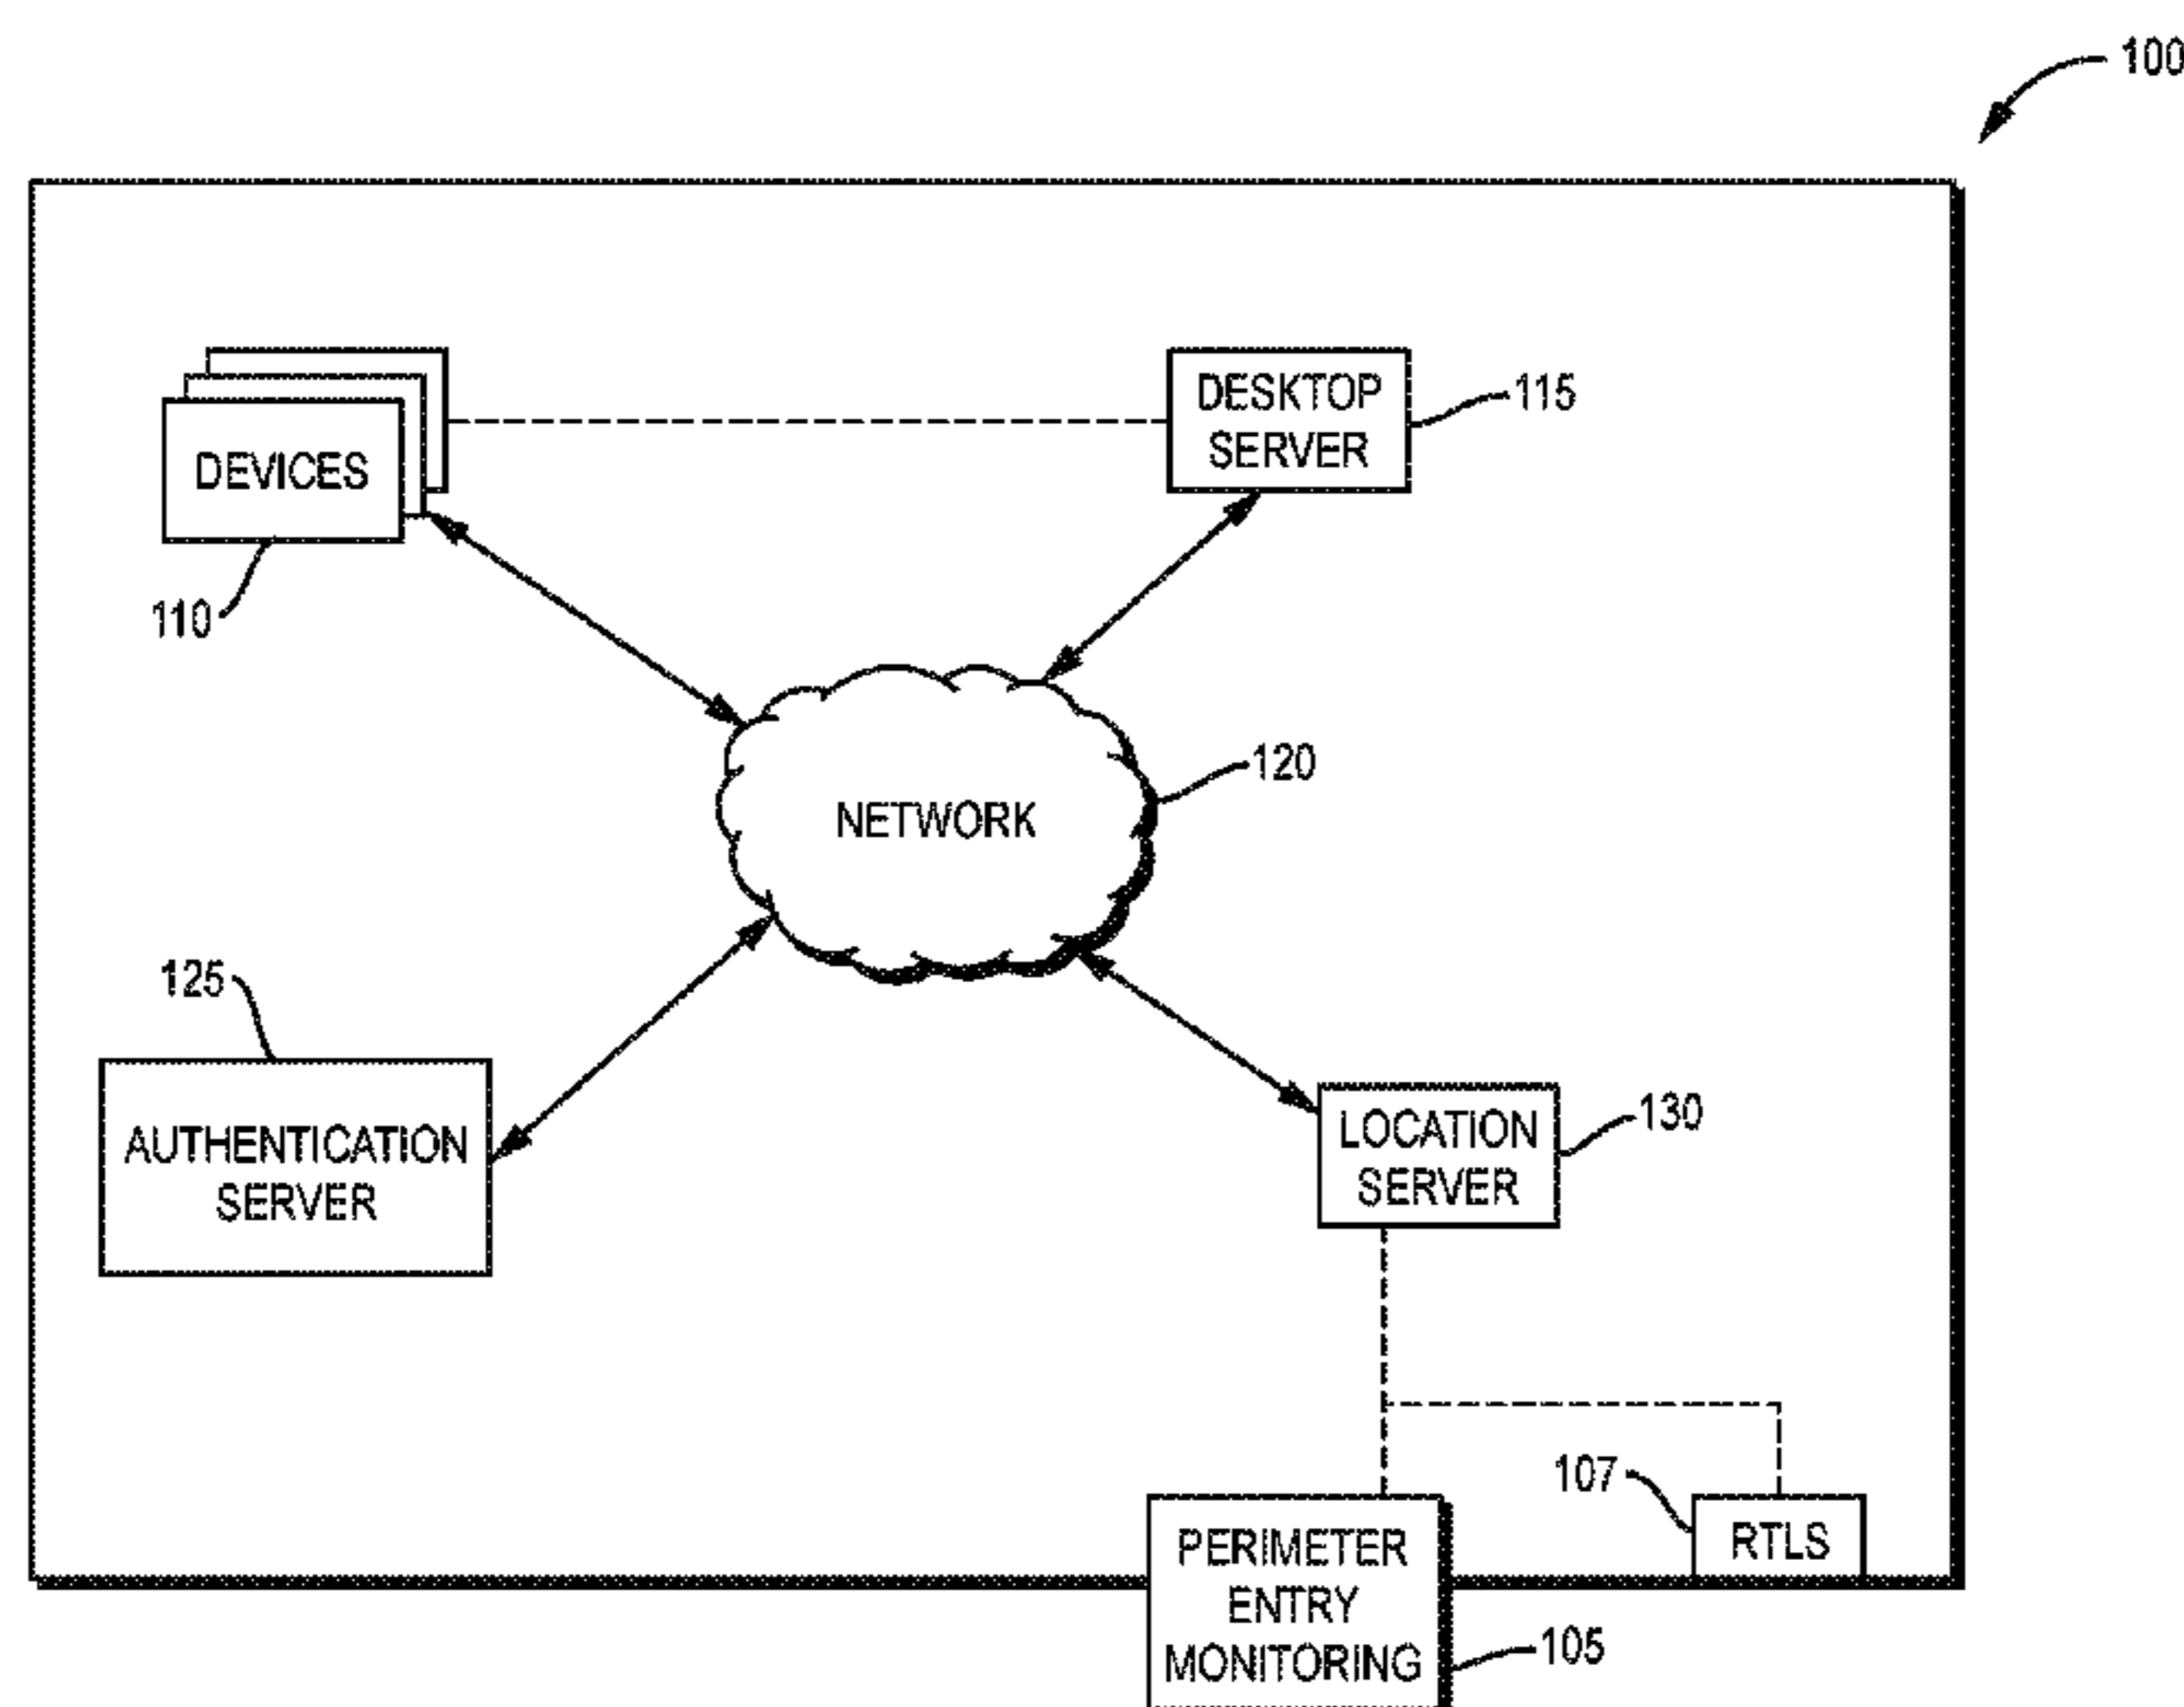 100
DESKTOP
SERVER
115
DEVICES
110
120
NETWORK
125
AUTHENTICATION
SERVER
LOCATION
SERVER
130
107
RTLS
PERIMETER
ENTRY
MONITORING
105